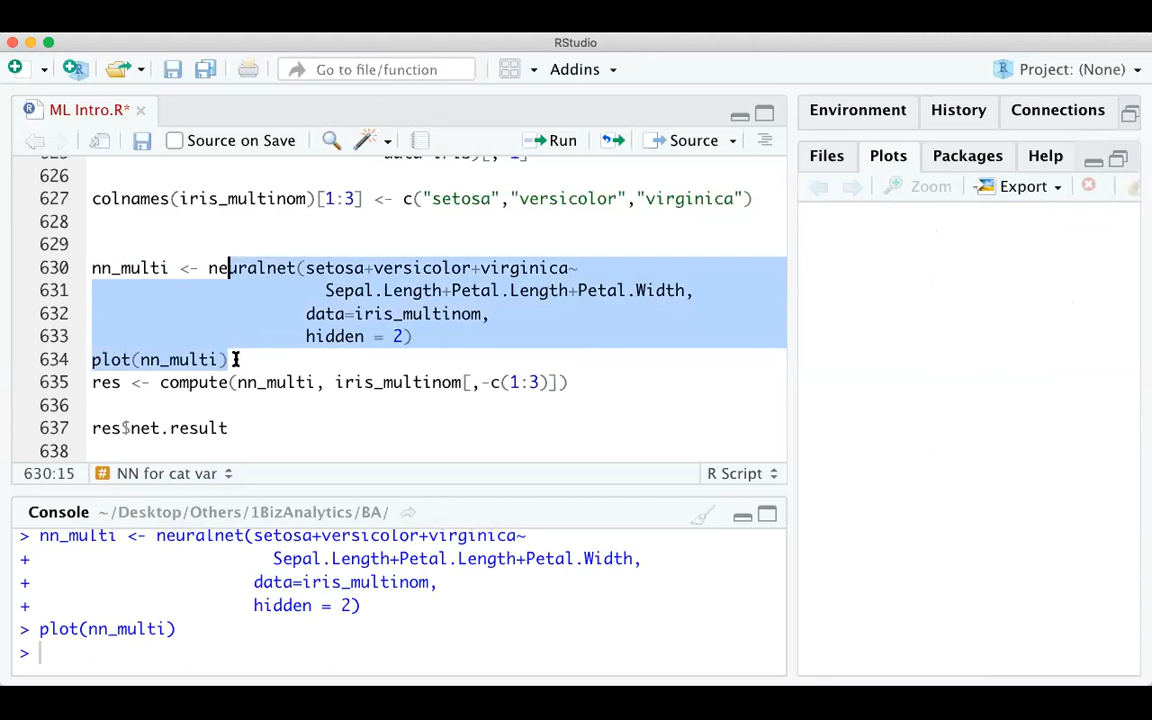 RStudio
Go to file/function
Addins
Project: (None)
ML Intro.R*
Source on Save
Run
Source
626
627 colnames(iris_multinom)[1:3] <- c("setosa","versicolor","virginica")
628
629
630 nn_multi <- neuralnet(setosa+versicolor+virginica~
631 Sepal.Length+Petal.Length+Petal.Width,
632 data=iris_multinom,
633 hidden = 2)
634 plot(nn_multi)
635 res <- compute(nn_multi, iris_multinom[,-c(1:3)])
636
637 res$net.result
638
630:15 NN for cat var R Script
Console ~/Desktop/Others/1BizAnalytics/BA/
> nn_multi <- neuralnet(setosa+versicolor+virginica~
+ Sepal.Length+Petal.Length+Petal.Width,
+ data=iris_multinom,
+ hidden = 2)
> plot(nn_multi)
>
Environment History Connections
Files Plots Packages Help
Zoom Export